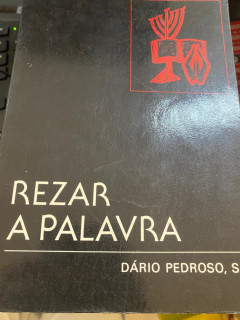 REZAR
A PALAVRA
DÁRIO PEDROSO, S